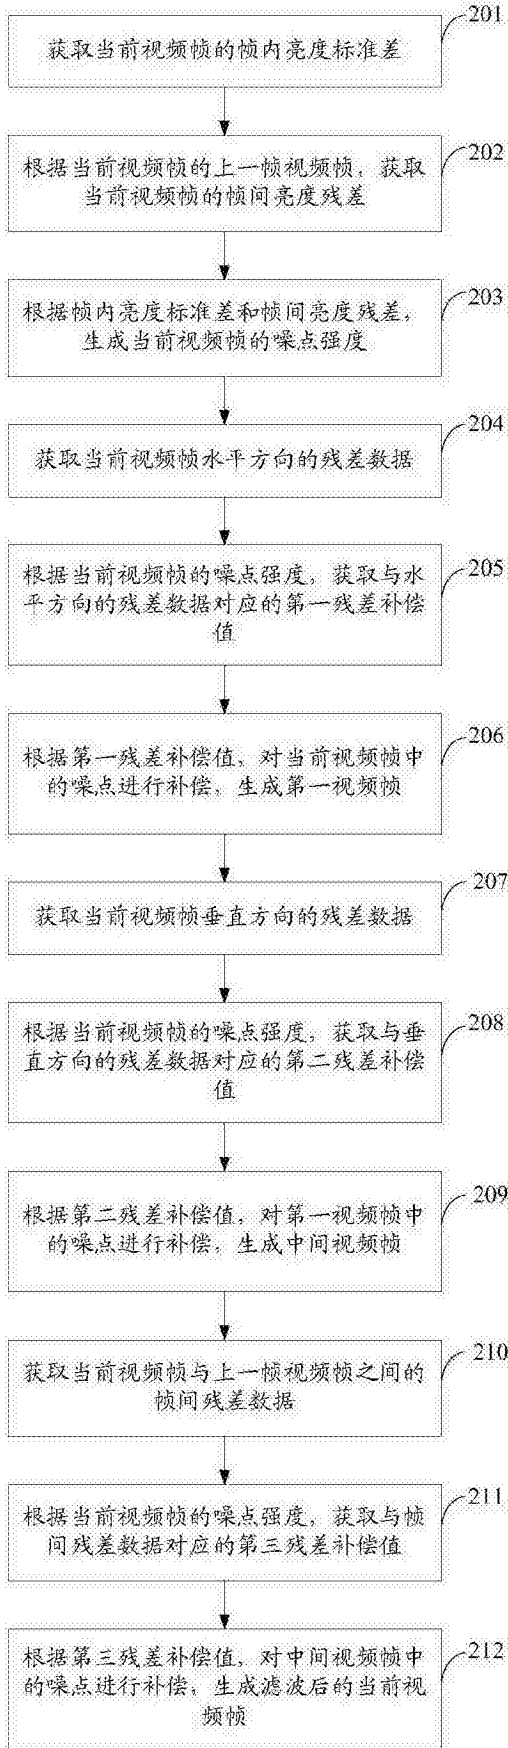 201
获取当前视频帧的帧内亮度标准差
202
根据当前视频帧的上一帧视频帧，获取
当前视频帧的帧间亮度残差
203
根据帧内亮度标准差和帧间亮度残差，
生成当前视频帧的噪点强度
204
获取当前视频帧水平方向的残差数据
205
根据当前视频帧的噪点强度，获取与水
平方向的残差数据对应的第一残差补偿
值
206
根据第一残差补偿值，对当前视频帧中
的噪点进行补偿，生成第一视频帧
207
获取当前视频帧垂直方向的残差数据
208
根据当前视频帧的噪点强度，获取与垂
直方向的残差数据对应的第二残差补偿
值
209
根据第二残差补偿值，对第一视频帧中
的噪点进行补偿，生成中间视频帧
210
获取当前视频帧与上一帧视频帧之间的
帧间残差数据
211
根据当前视频帧的噪点强度，获取与帧
间残差数据对应的第三残差补偿值
212
根据第三残差补偿值，对中间视频帧中
的噪点进行补偿，生成滤波后的当前视
频帧